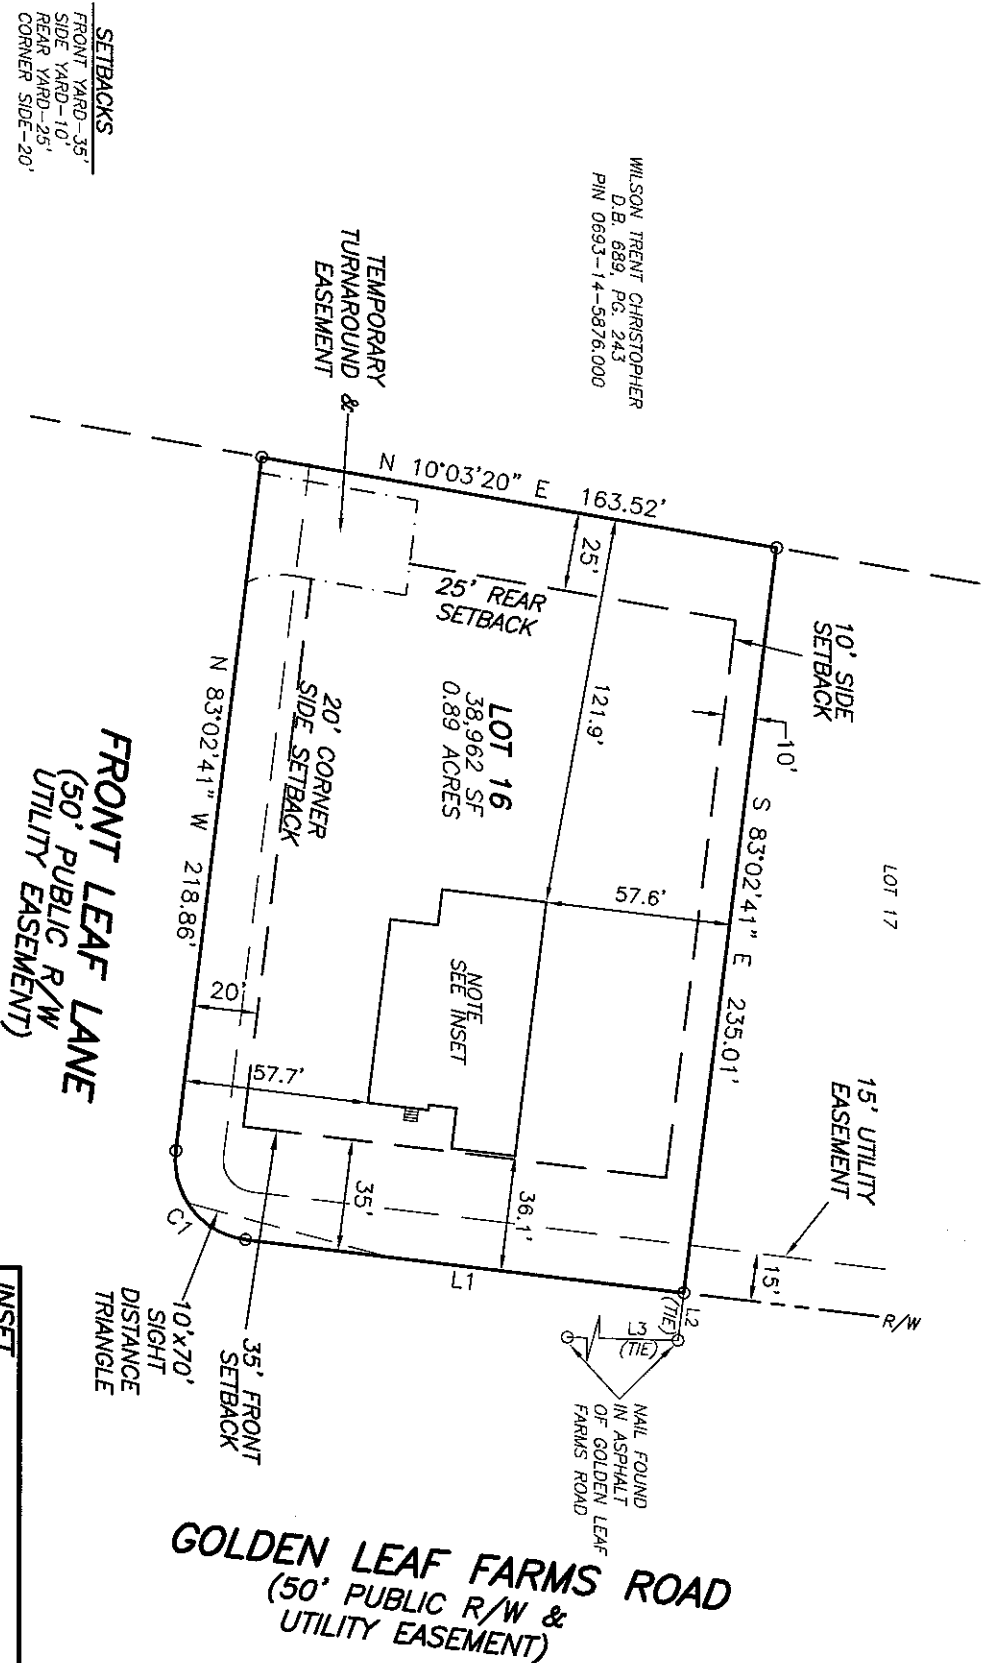 SETBACKS
FRONT YARD-35'
SIDE YARD-10'
REAR YARD-25'
CORNER SIDE-20'
WILSON TRENT CHRISTOPHER
D.B. 689, PG. 243
PIN 0693-14-5876.000
TEMPORARY
TURNAROUND &
EASEMENT
N 10°03'20" E 163.52'
25'
25' REAR
SETBACK
10' SIDE
SETBACK
10'
121.9'
LOT 16
38,962 SF
0.89 ACRES
20' CORNER
SIDE SETBACK
S 83°02'41" E 235.01'
LOT 17
57.6'
NOTE
SEE INSET
N 83°02'41" W 218.86'
20'
57.7'
FRONT LEAF LANE
(50' PUBLIC R/W
UTILITY EASEMENT)
15' UTILITY
EASEMENT
36.1'
35'
15'
R/W
C1
L1
L2
(TIE)
L3
(TIE)
10'x70'
SIGHT
DISTANCE
TRIANGLE
35' FRONT
SETBACK
NAIL FOUND
IN ASPHALT
OF GOLDEN LEAF
FARMS ROAD
GOLDEN LEAF FARMS ROAD
(50' PUBLIC R/W &
UTILITY EASEMENT)
INSET